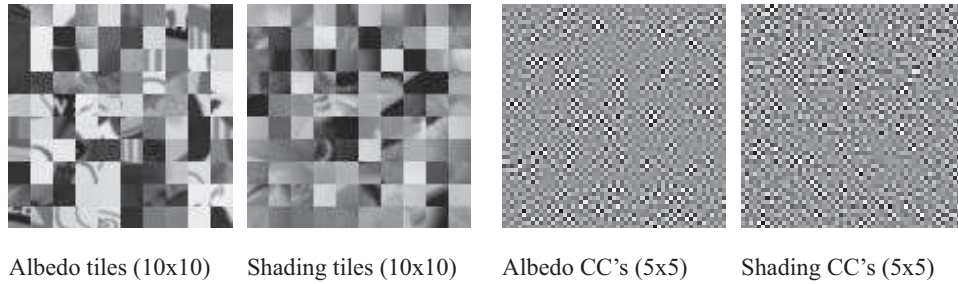 Albedo tiles (10x10) Shading tiles (10x10) Albedo CC's (5x5) Shading CC's (5x5)